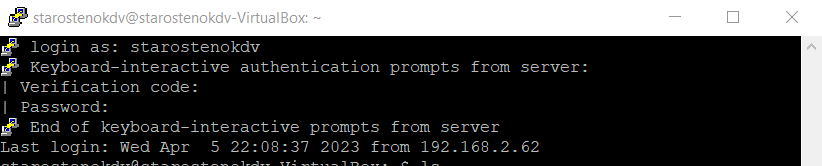 starostenokdv@starostenokdv-VirtualBox: ~
login as: starostenokdv
Keyboard-interactive authentication prompts from server:
| Verification code:
| Password:
End of keyboard-interactive prompts from server
Last login: Wed Apr  5 22:08:37 2023 from 192.168.2.62
starostenokdv@starostenokdv-VirtualBox:~$ ls